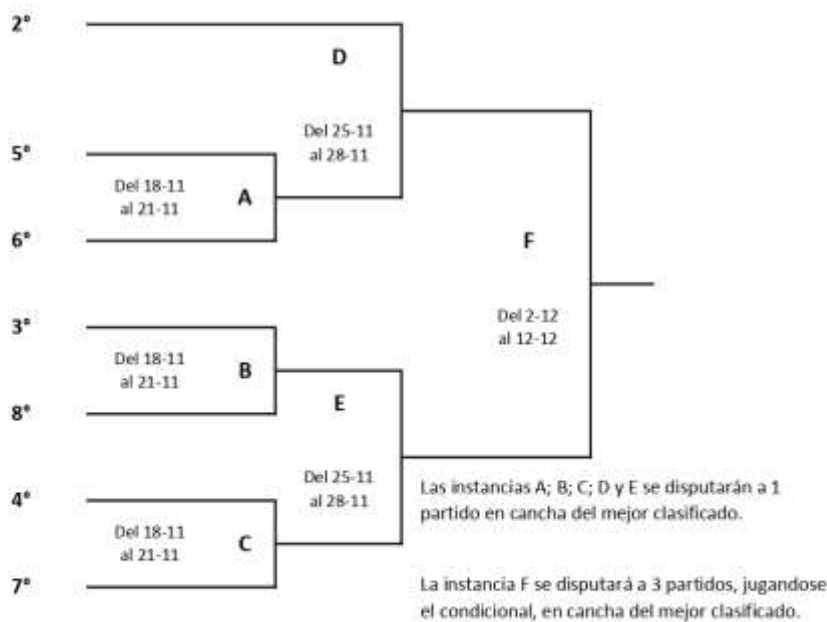 2°
D
Del 25-11
al 28-11
5°
Del 18-11
al 21-11
A
6°
F
Del 2-12
al 12-12
3°
Del 18-11
al 21-11
B
8°
E
Del 25-11
al 28-11
4°
Del 18-11
al 21-11
C
7°
Las instancias A; B; C; D y E se disputarán a 1
partido en cancha del mejor clasificado.
La instancia F se disputará a 3 partidos, jugandose
el condicional, en cancha del mejor clasificado.